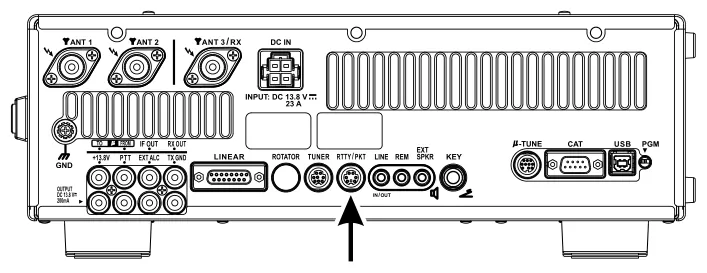 ANT 1
ANT 2
ANT 3/RX
DC IN
INPUT: DC 13.8 V
23 A
GND
TO
FROM
IF OUT
RX OUT
+13.8V
PTT
EXT ALC
TX GND
OUTPUT
DC 13.8 V
200mA
LINEAR
ROTATOR
TUNER
RTTY/PKT
LINE
REM
EXT
SPKR
KEY
IN/OUT
μ-TUNE
CAT
USB
PGM